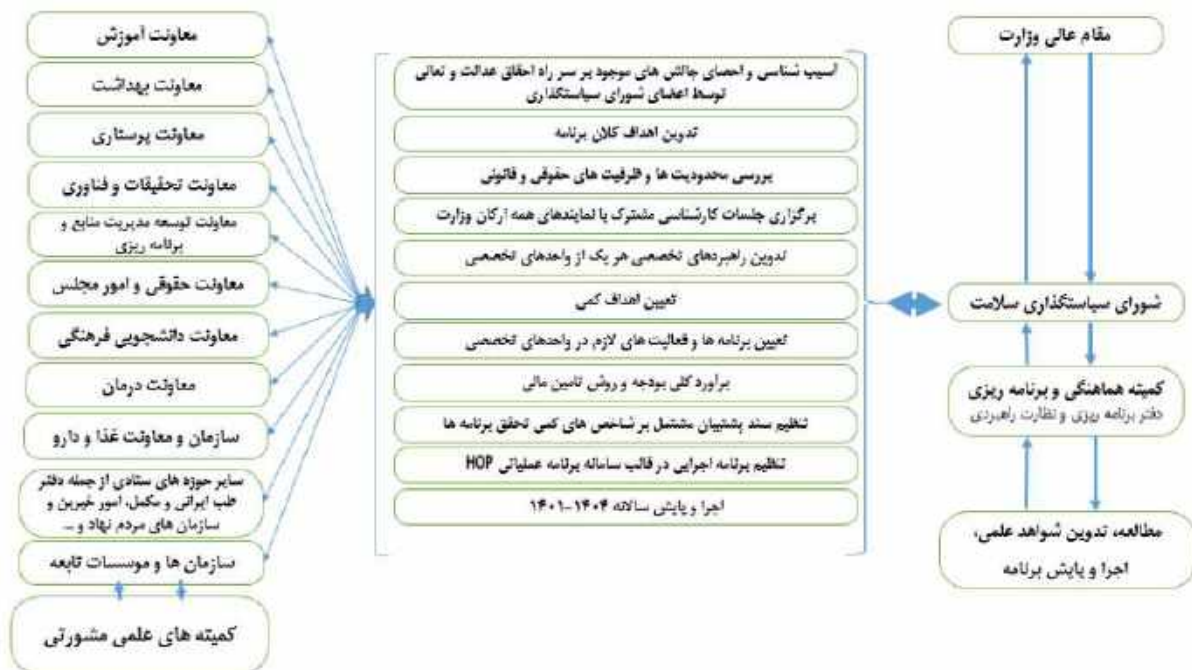 مقام عالی وزارت
شورای سیاستگذاری سلامت
کمیته هماهنگی و برنامه ریزی
دفتر برنامه ریزی و نظارت راهبردی
مطالعه، تدوین شواهد علمی،
اجرا و پایش برنامه
آسیب شناسی و احصای چالش های موجود بر سر راه احقاق عدالت و تعالی
توسط اعضای شورای سیاستگذاری
تدوین اهداف کلان برنامه
بررسی محدودیت ها و ظرفیت های حقوقی و قانونی
برگزاری جلسات کارشناسی مشترک با نمایندهای همه ارکان وزارت
تدوین راهبردهای تخصصی هر یک از واحدهای تخصصی
تعیین اهداف کمی
تعیین برنامه ها و فعالیت های لازم در واحدهای تخصصی
برآورد کلی بودجه و روش تامین مالی
تنظیم سند پشتیبان مشتمل بر شاخص های کمی تحقق برنامه ها
تنظیم برنامه اجرایی در قالب سامانه برنامه عملیاتی HOP
اجرا و پایش سالانه ۱۴۰۴-۱۴۰۱
معاونت آموزش
معاونت بهداشت
معاونت پرستاری
معاونت تحقیقات و فناوری
معاونت توسعه مدیریت منابع و
برنامه ریزی
معاونت حقوقی و امور مجلس
معاونت دانشجویی فرهنگی
معاونت درمان
سازمان و معاونت غذا و دارو
سایر حوزه های ستادی از جمله دفتر
طب ایرانی و مکمل، امور خیرین و
سازمان های مردم نهاد و ...
سازمان ها و موسسات تابعه
کمیته های علمی مشورتی